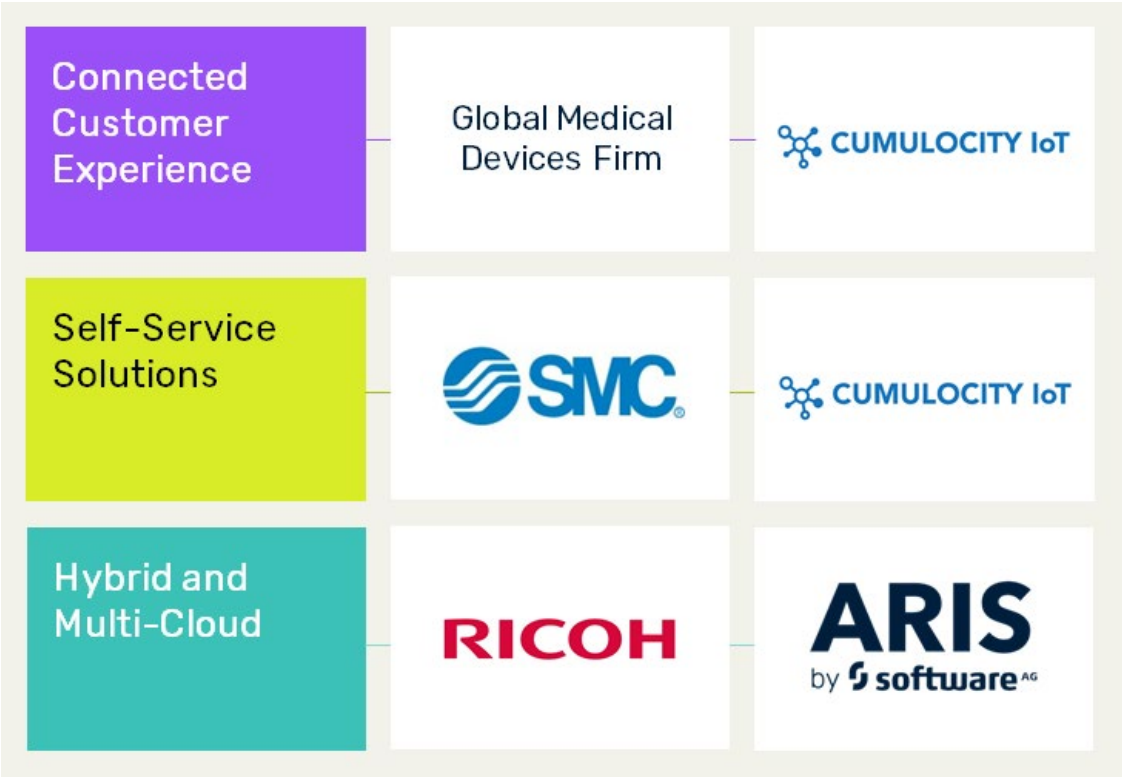 Connected
Customer
Experience
Global Medical
Devices Firm
CUMULOCITY IoT
Self-Service
Solutions
SMC®
CUMULOCITY IoT
Hybrid and
Multi-Cloud
RICOH
ARIS
by software AG